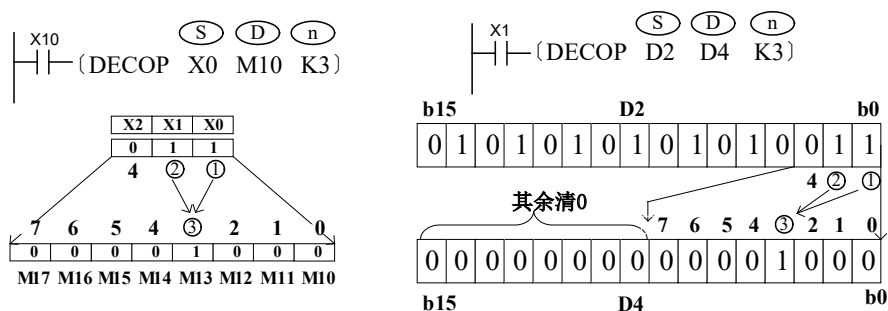 S D n
X10
DECOP X0 M10 K3
X2 X1 X0
0 1 1
4 ② ①
7 6 5 4 ③ 2 1 0
0 0 0 0 1 0 0 0
M17 M16 M15 M14 M13 M12 M11 M10
S D n
X1
DECOP D2 D4 K3
b15 D2 b0
0 1 0 1 0 1 0 1 0 1 0 1 0 0 1 1
4 ② ①
其余清0
7 6 5 4 ③ 2 1 0
0 0 0 0 0 0 0 0 0 0 0 0 1 0 0 0
b15 D4 b0